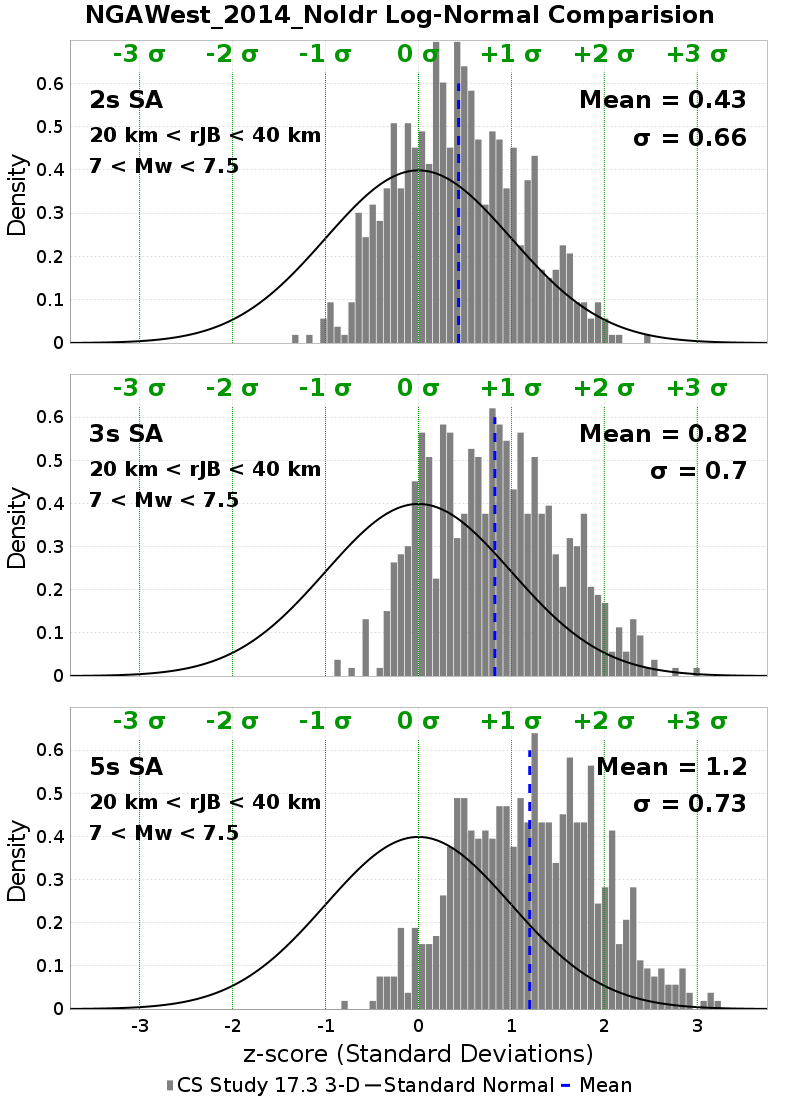 NGAWest_2014_NoIdr Log-Normal Comparision
-3 σ -2 σ -1 σ 0 σ +1 σ +2 σ +3 σ
0.6
2s SA Mean = 0.43
0.5
20 km < rJB < 40 km σ = 0.66
7 < Mw < 7.5
0.4
Density
0.3
0.2
0.1
0
-3 σ -2 σ -1 σ 0 σ +1 σ +2 σ +3 σ
0.6
3s SA Mean = 0.82
0.5
20 km < rJB < 40 km σ = 0.7
7 < Mw < 7.5
0.4
Density
0.3
0.2
0.1
0
-3 σ -2 σ -1 σ 0 σ +1 σ +2 σ +3 σ
0.6
5s SA Mean = 1.2
0.5
20 km < rJB < 40 km σ = 0.73
7 < Mw < 7.5
0.4
Density
0.3
0.2
0.1
0
-3 -2 -1 0 1 2 3
z-score (Standard Deviations)
CS Study 17.3 3-D Standard Normal Mean